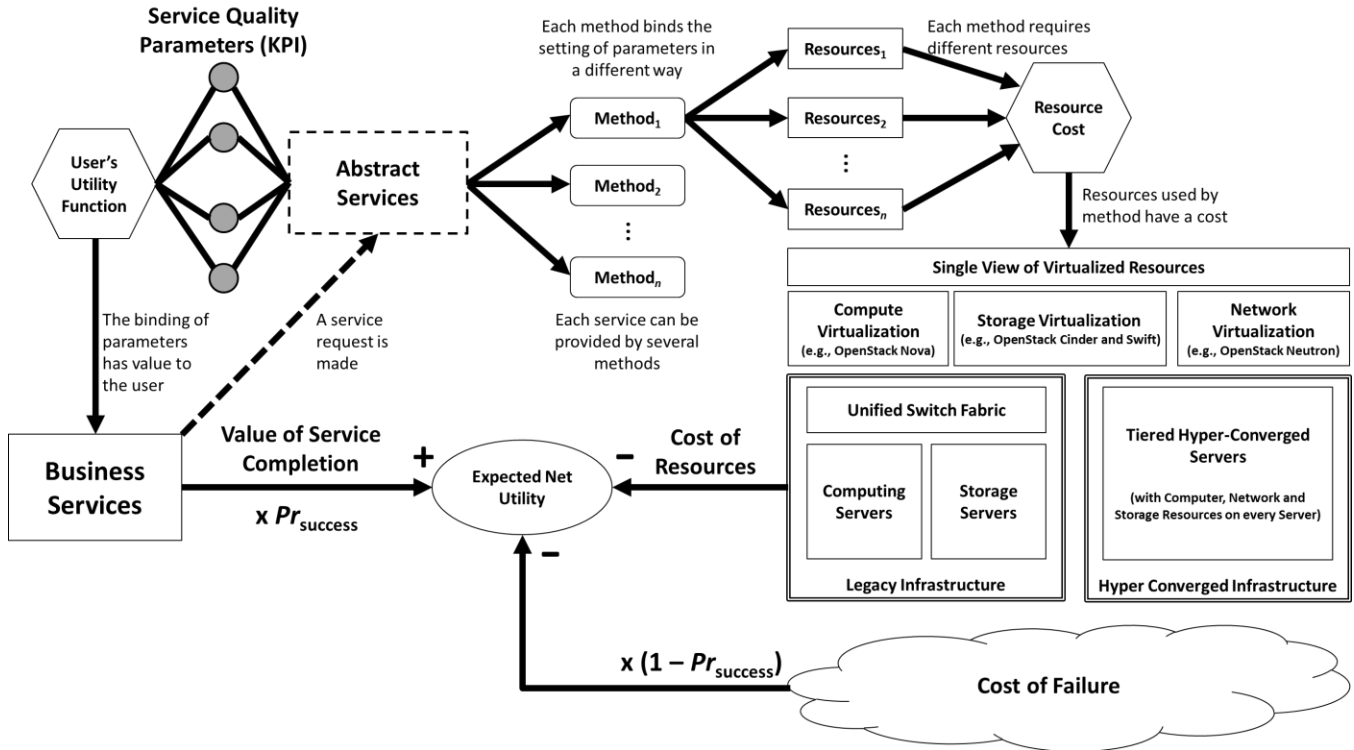 Service Quality
Parameters (KPI)
User's
Utility
Function
Abstract
Services
Each method binds the
setting of parameters in
a different way
Method1
Method2
⋮
Methodn
Each service can be
provided by several
methods
Resources1
Resources2
⋮
Resourcesn
Each method requires
different resources
Resource
Cost
Resources used by
method have a cost
The binding of
parameters
has value to
the user
A service
request is
made
Single View of Virtualized Resources
Compute
Virtualization
(e.g., OpenStack Nova)
Storage Virtualization
(e.g., OpenStack Cinder and Swift)
Network
Virtualization
(e.g., OpenStack Neutron)
Unified Switch Fabric
Computing
Servers
Storage
Servers
Legacy Infrastructure
Tiered Hyper-Converged
Servers
(with Computer, Network and
Storage Resources on every Server)
Hyper Converged Infrastructure
Business
Services
Value of Service
Completion
+
x Prsuccess
Expected Net
Utility
−
Cost of
Resources
−
x (1 – Prsuccess)
Cost of Failure